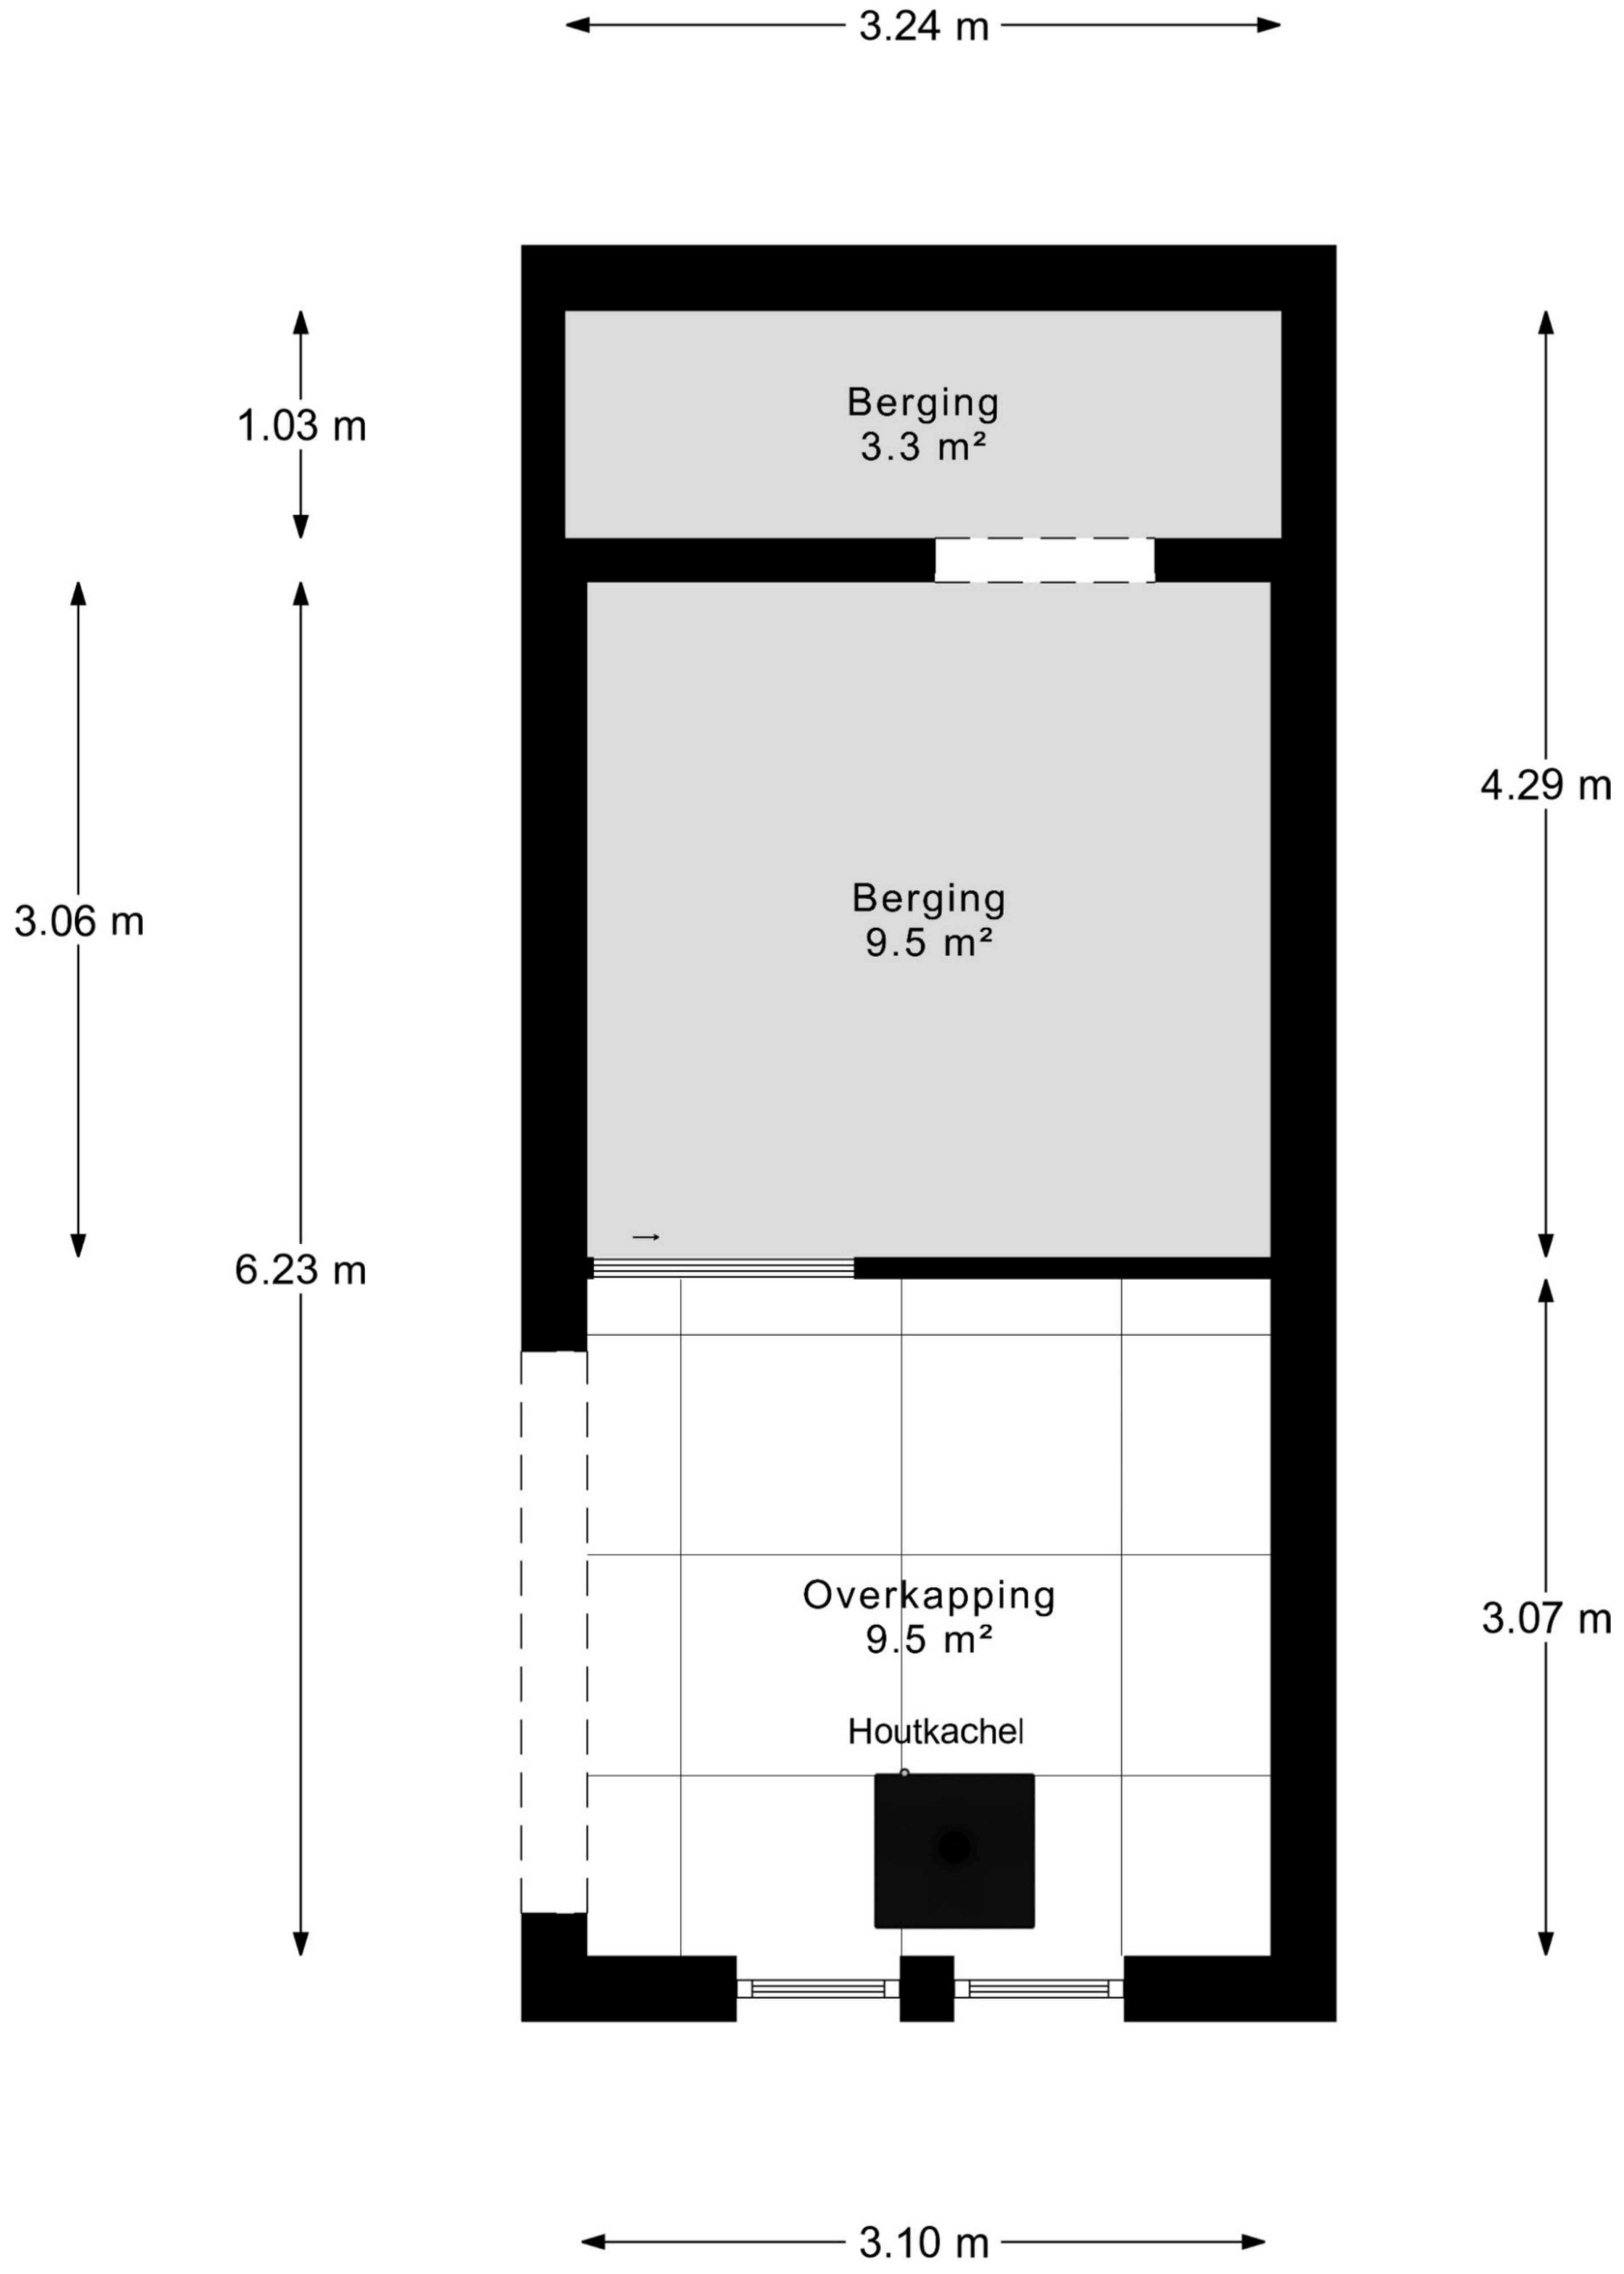 3.24 m
Berging
3.3 m²
1.03 m
4.29 m
Berging
9.5 m²
3.06 m
6.23 m
Overkapping
9.5 m²
3.07 m
Houtkachel
3.10 m